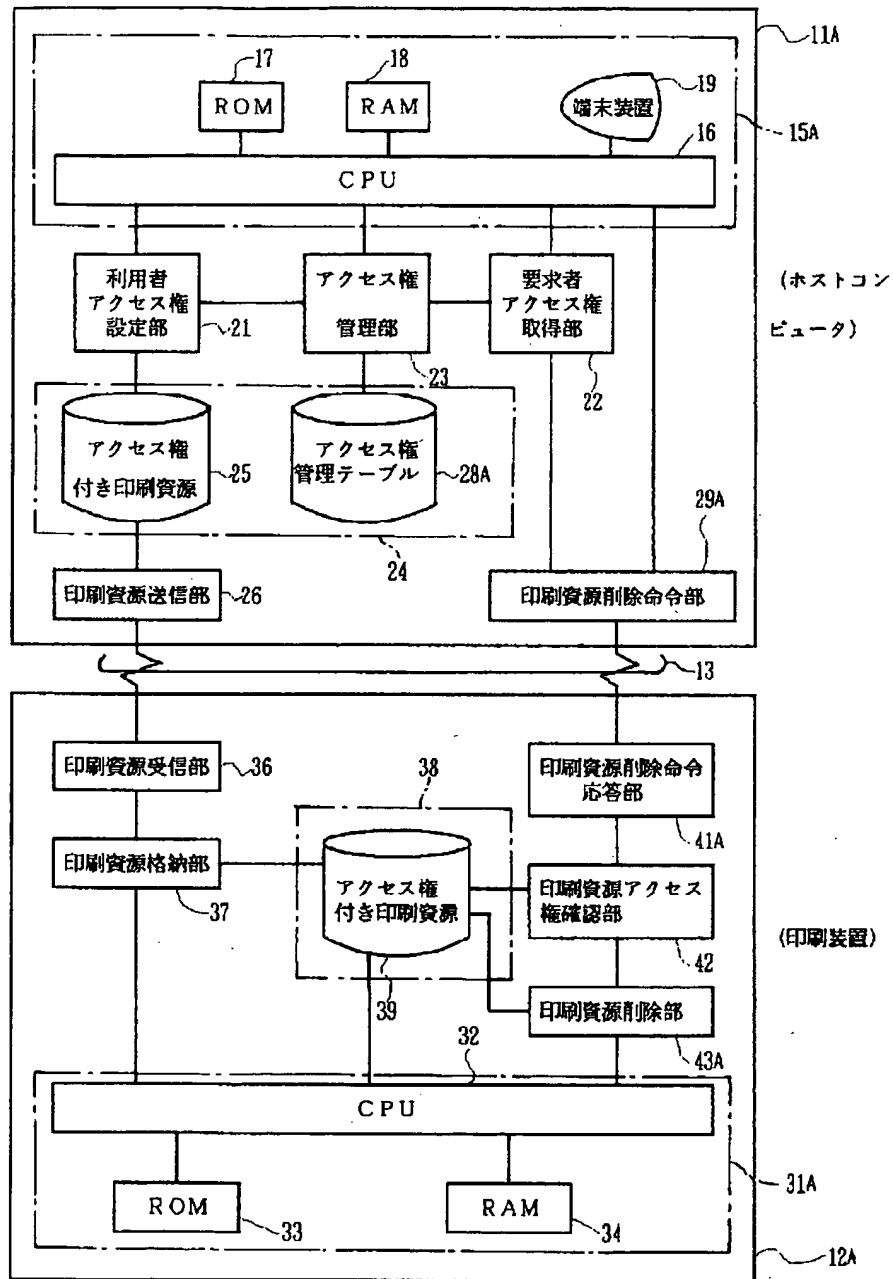 11A
17
18
19
ROM
RAM
端末装置
16
15A
CPU
利用者
アクセス権
設定部
21
アクセス権
管理部
23
要求者
アクセス権
取得部
22
(ホストコン
ピュータ)
アクセス権
付き印刷資源
25
アクセス権
管理テーブル
28A
24
29A
印刷資源送信部
26
印刷資源削除命令部
13
印刷資源受信部
36
38
印刷資源削除命令
応答部
41A
印刷資源格納部
37
アクセス権
付き印刷資源
39
印刷資源アクセス
権確認部
42
(印刷装置)
印刷資源削除部
43A
32
CPU
31A
ROM
33
RAM
34
12A